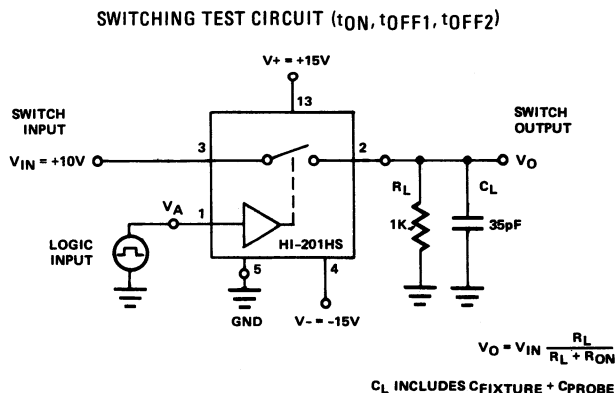 SWITCHING TEST CIRCUIT (tON, tOFF1, tOFF2)
V+ = +15V
13
SWITCH
INPUT
SWITCH
OUTPUT
VIN = +10V
3
2
VO
RL
CL
1K
35pF
VA
1
LOGIC
INPUT
HI-201HS
5
4
GND
V- = -15V
VO = VIN RL
RL + RON
CL INCLUDES CFIXTURE + CPROBE